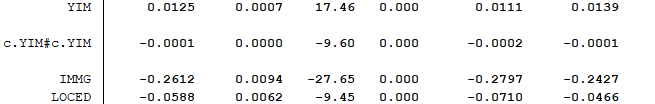 YIM 0.0125 0.0007 17.46 0.000 0.0111 0.0139
c.YIM#c.YIM -0.0001 0.0000 -9.60 0.000 -0.0002 -0.0001
IMMG -0.2612 0.0094 -27.65 0.000 -0.2797 -0.2427
LOCED -0.0588 0.0062 -9.45 0.000 -0.0710 -0.0466